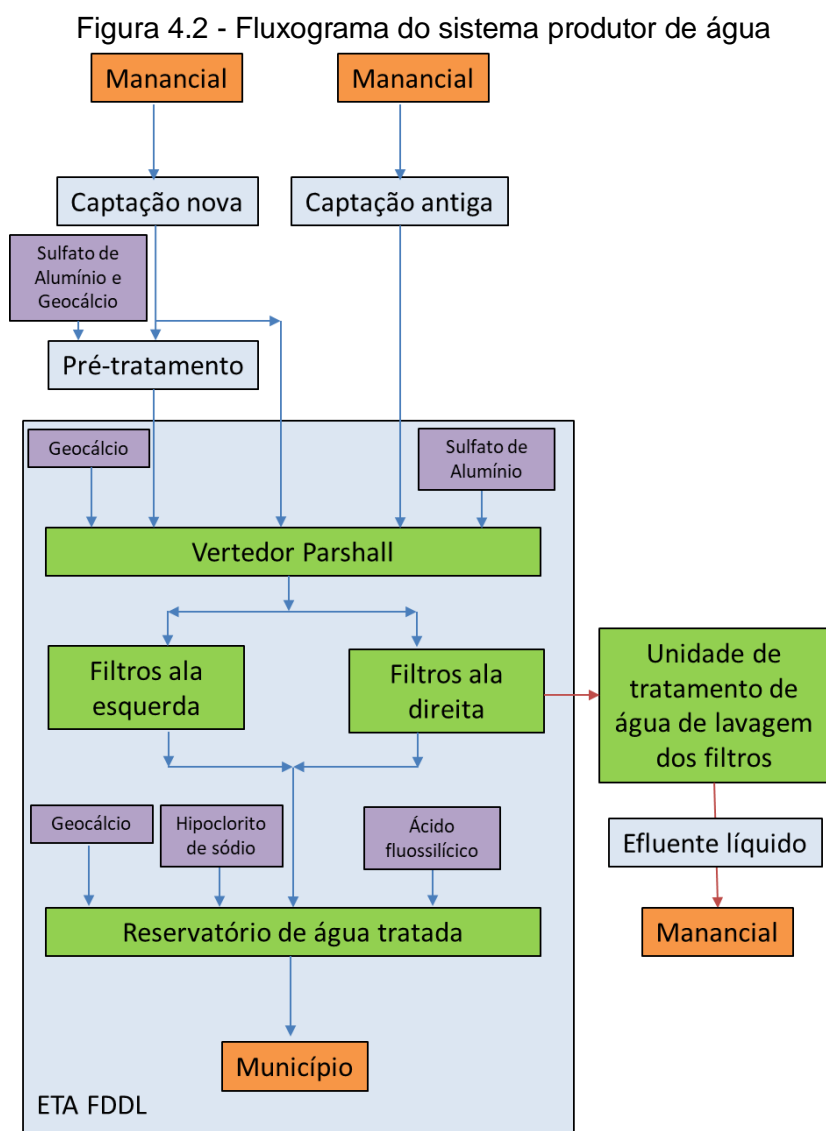 Figura 4.2 - Fluxograma do sistema produtor de água
Manancial
Manancial
Captação nova
Captação antiga
Sulfato de
Alumínio e
Geocálcio
Pré-tratamento
Geocálcio
Sulfato de
Alumínio
Vertedor Parshall
Filtros ala
esquerda
Filtros ala
direita
Unidade de
tratamento de
água de lavagem
dos filtros
Geocálcio
Hipoclorito
de sódio
Ácido
fluossilícico
Efluente líquido
Reservatório de água tratada
Manancial
Município
ETA FDDL